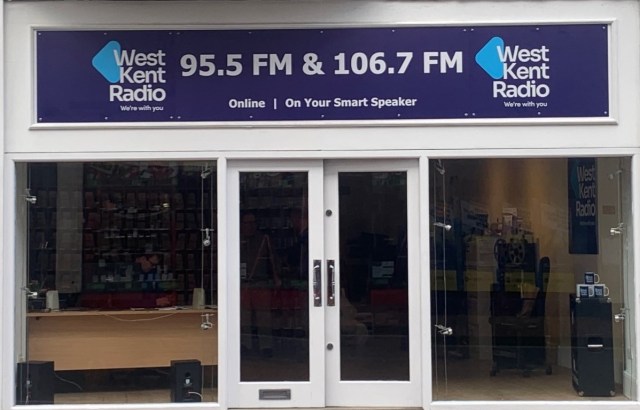 West
Kent
Radio
We're with you
95.5 FM & 106.7 FM
Online | On Your Smart Speaker
West
Kent
Radio
We're with you
West
Kent
Radio